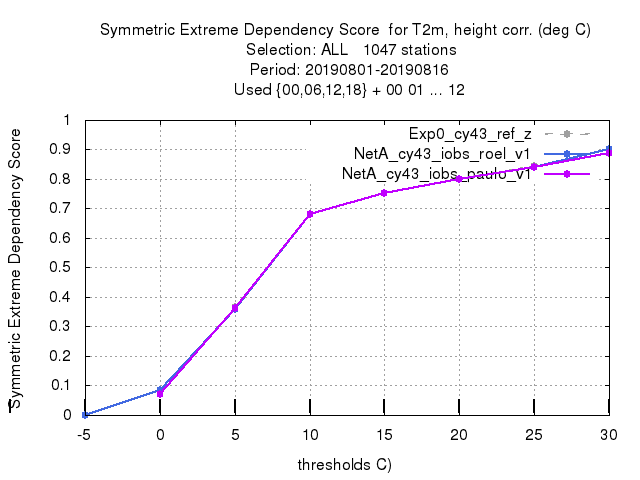 Symmetric Extreme Dependency Score  for T2m, height corr. (deg C)
Selection: ALL   1047 stations
Period: 20190801-20190816
Used {00,06,12,18} + 00 01 ... 12
Symmetric Extreme Dependency Score
1
0.9
0.8
0.7
0.6
0.5
0.4
0.3
0.2
0.1
0
Exp0_cy43_ref_z
NetA_cy43_iobs_roel_v1
NetA_cy43_iobs_paulo_v1
-5 0 5 10 15 20 25 30
thresholds C)